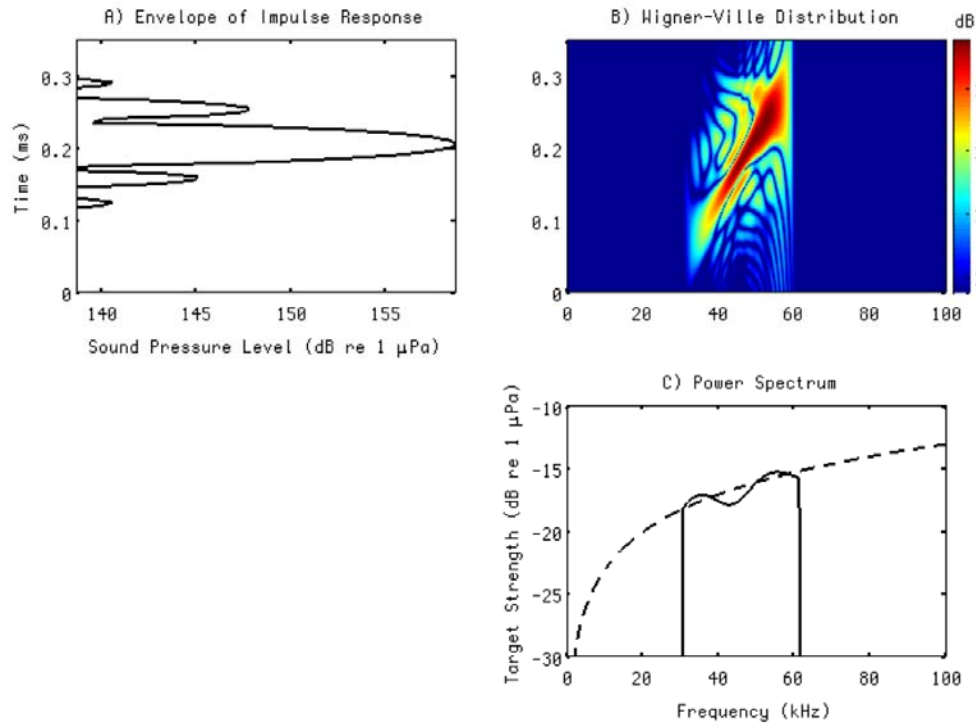 A) Envelope of Impulse Response
0.3
0.2
0.1
0
Time (ms)
140 145 150 155
Sound Pressure Level (dB re 1 μPa)
B) Wigner-Ville Distribution
dB
0.3
0.2
0.1
0
0 20 40 60 80 100
C) Power Spectrum
-10
-15
-20
-25
-30
Target Strength (dB re 1 μPa)
0 20 40 60 80 100
Frequency (kHz)